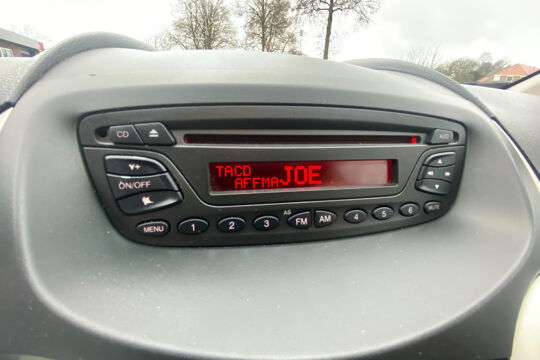 CD
AUX
TACD
AFFMA JOE
V+
ON/OFF
MENU
1
2
3
AS
FM
AM
4
5
6
MUTE